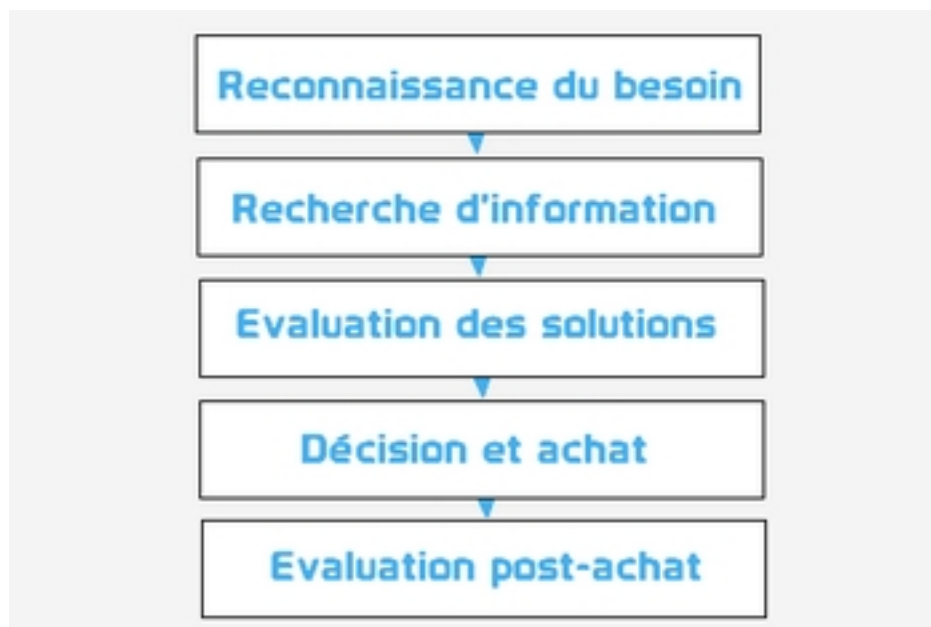 Reconnaissance du besoin
Recherche d'information
Evaluation des solutions
Décision et achat
Evaluation post-achat